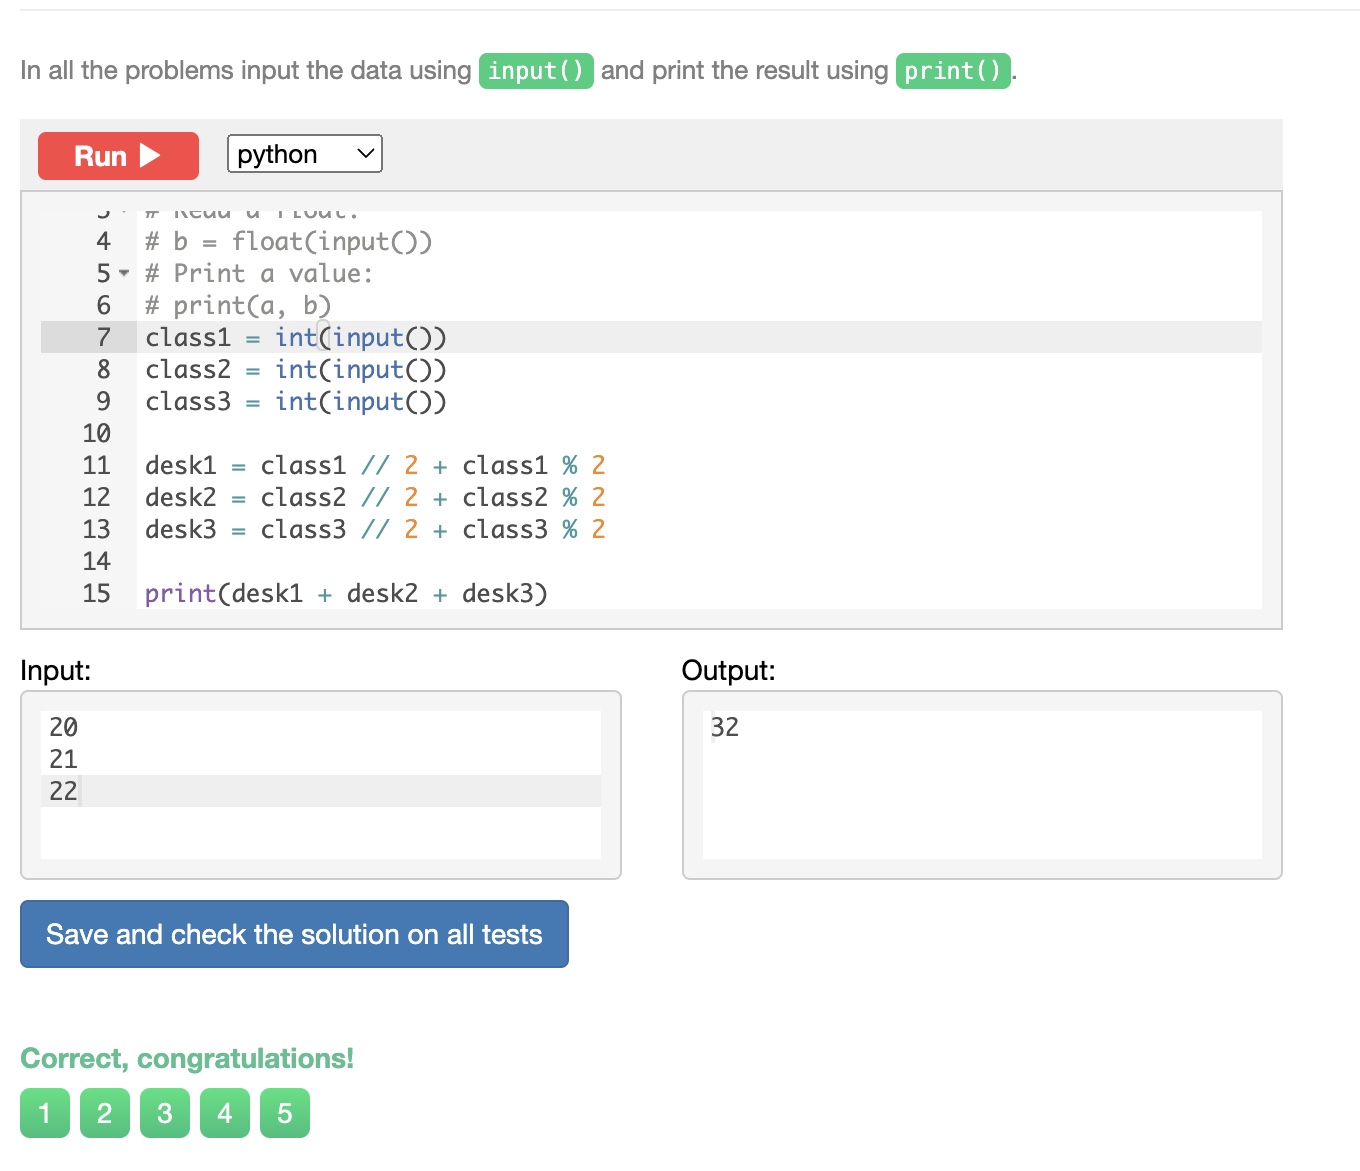 In all the problems input the data using input() and print the result using print().
Run
python
3 # Read a float:
4 # b = float(input())
5 # Print a value:
6 # print(a, b)
7 class1 = int(input())
8 class2 = int(input())
9 class3 = int(input())
10
11 desk1 = class1 // 2 + class1 % 2
12 desk2 = class2 // 2 + class2 % 2
13 desk3 = class3 // 2 + class3 % 2
14
15 print(desk1 + desk2 + desk3)
Input:
20
21
22
Output:
32
Save and check the solution on all tests
Correct, congratulations!
1 2 3 4 5